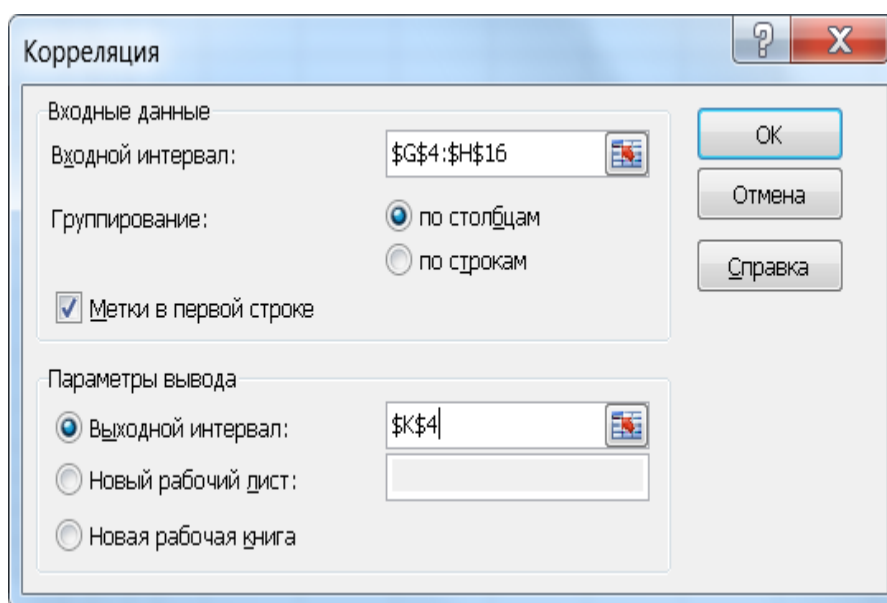 Корреляция
Входные данные
Входной интервал: $G$4:$H$16
Группирование: по столбцам
по строкам
Метки в первой строке
ОК
Отмена
Справка
Параметры вывода
Выходной интервал: $K$4
Новый рабочий лист:
Новая рабочая книга